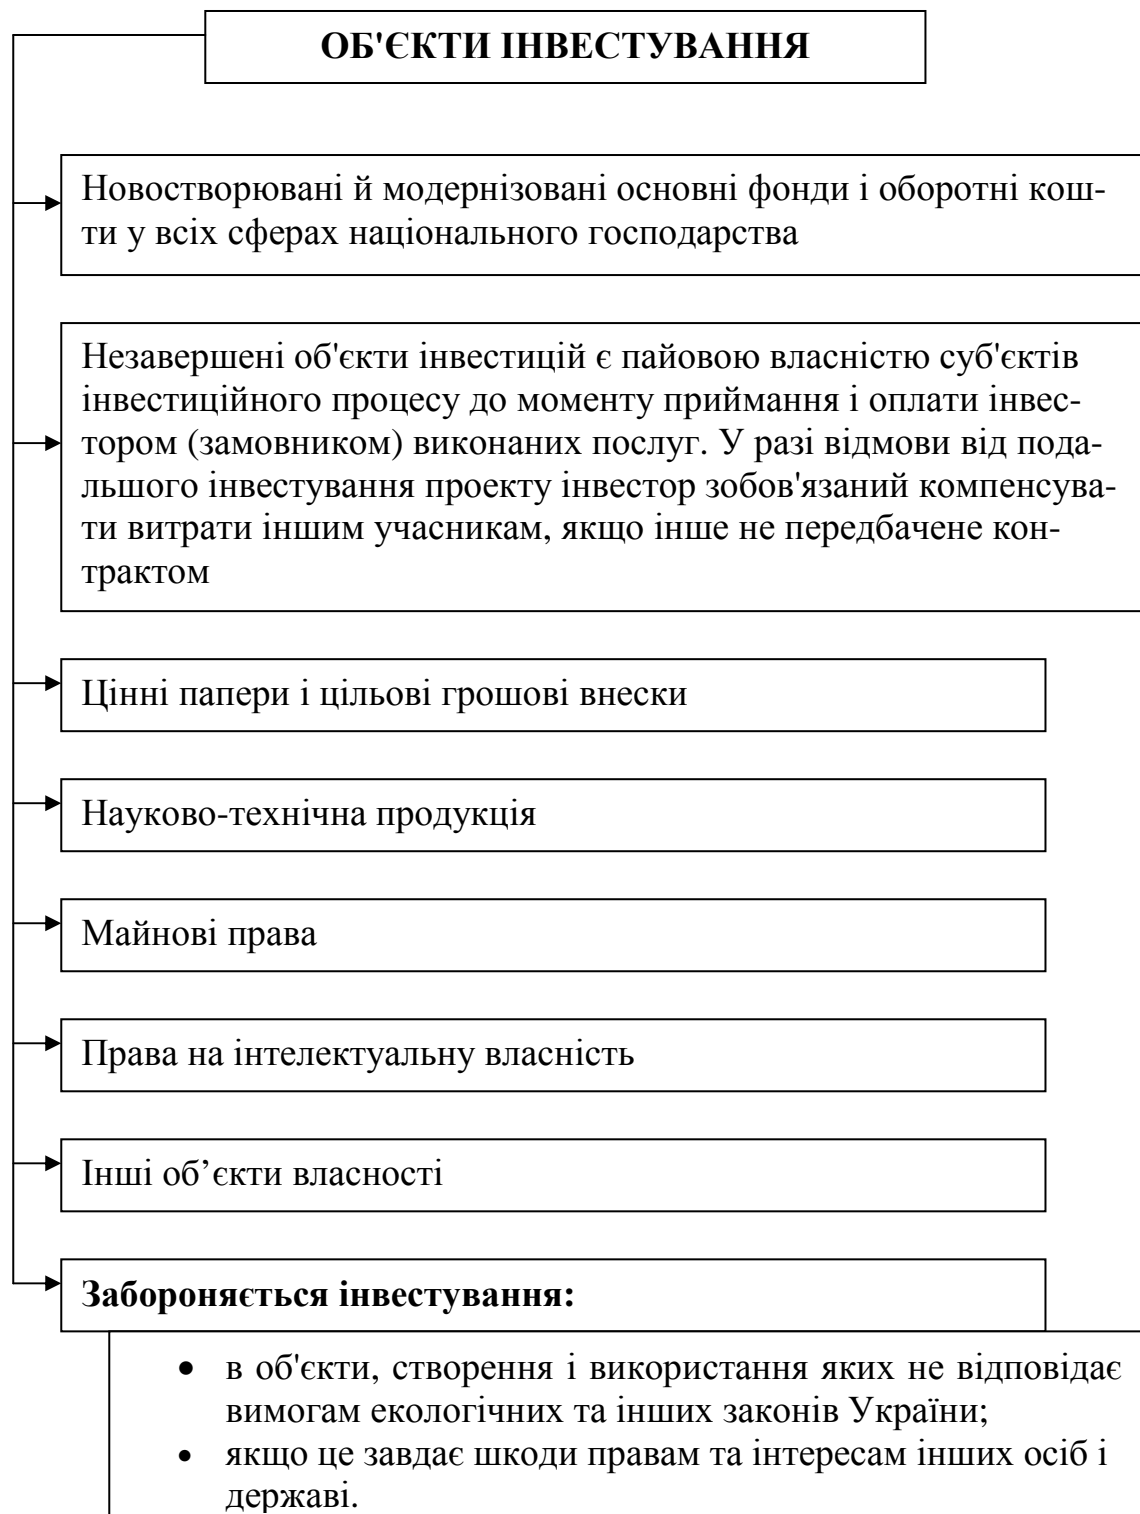 ОБ'ЄКТИ ІНВЕСТУВАННЯ
Новостворювані й модернізовані основні фонди і оборотні кош-
ти у всіх сферах національного господарства
Незавершені об'єкти інвестицій є пайовою власністю суб'єктів
інвестиційного процесу до моменту приймання і оплати інвес-
тором (замовником) виконаних послуг. У разі відмови від пода-
льшого інвестування проекту інвестор зобов'язаний компенсува-
ти витрати іншим учасникам, якщо інше не передбачене кон-
трактом
Цінні папери і цільові грошові внески
Науково-технічна продукція
Майнові права
Права на інтелектуальну власність
Інші об’єкти власності
Забороняється інвестування:
• в об'єкти, створення і використання яких не відповідає
вимогам екологічних та інших законів України;
• якщо це завдає шкоди правам та інтересам інших осіб і
державі.